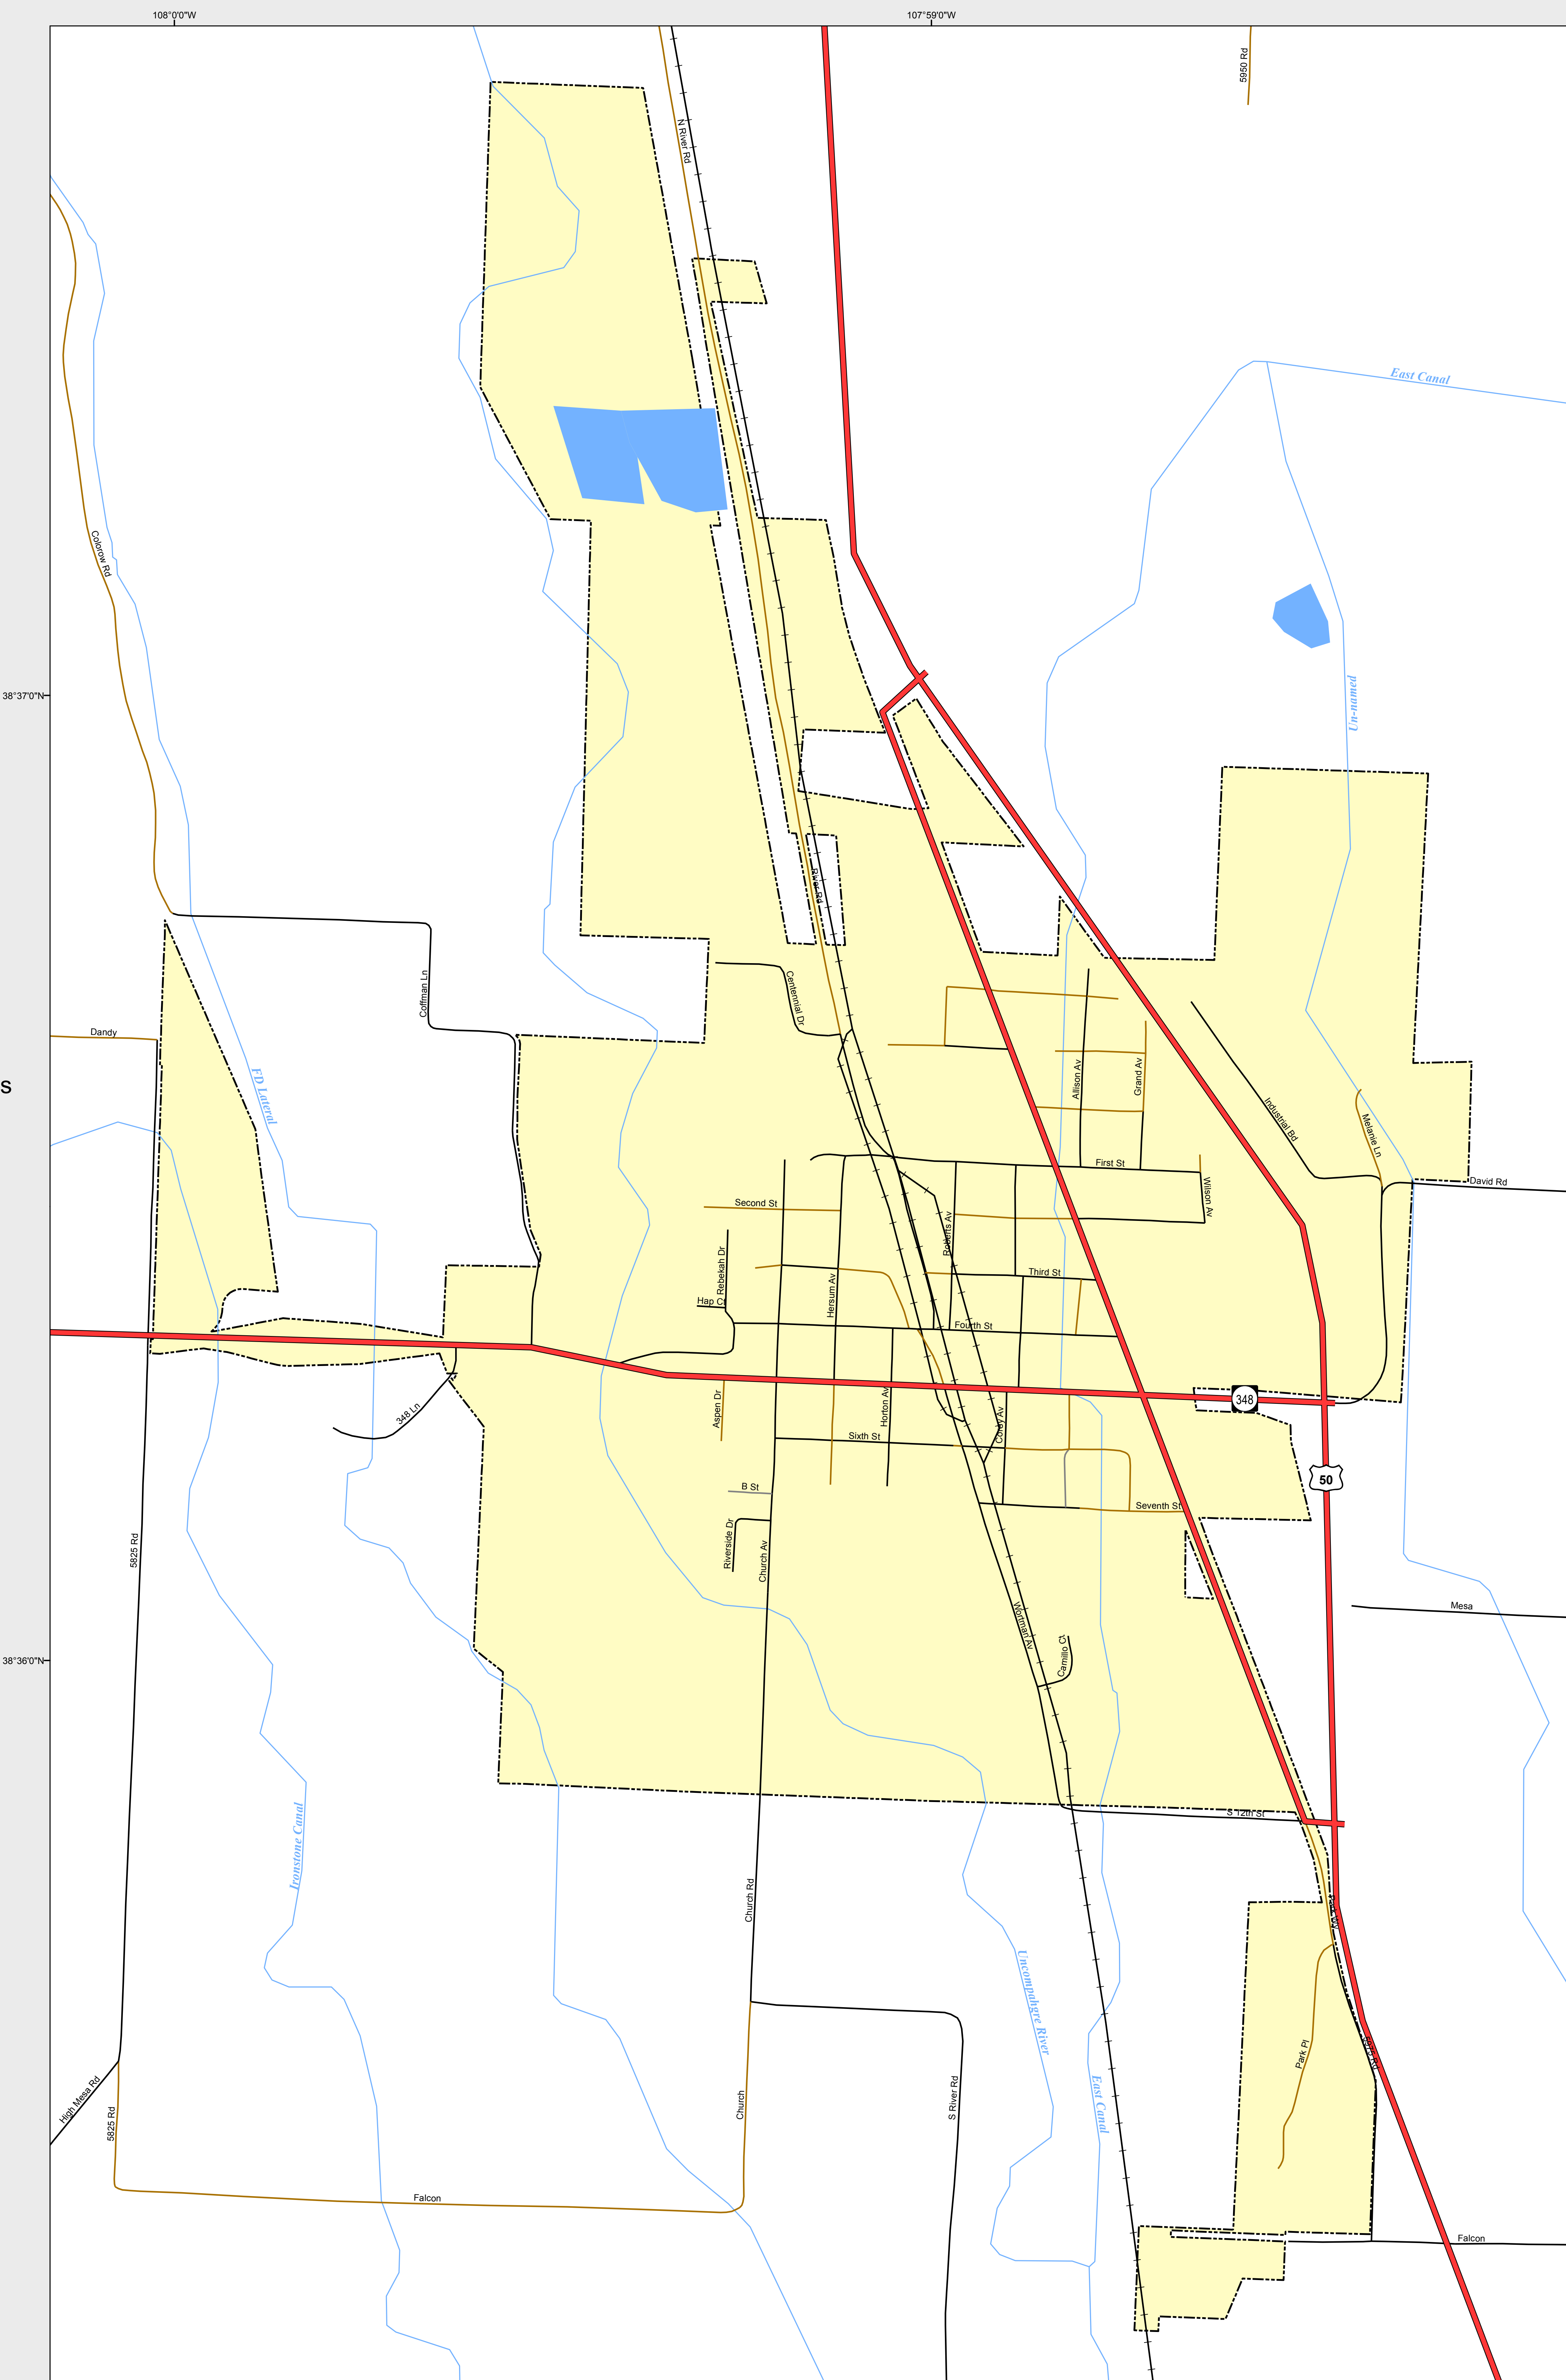 108°0'0"W
107°59'0"W
5950 Rd
N River Rd
East Canal
Colorow Rd
38°37'0"N
Un-named
River Rd
Coffman Ln
Centennial Dr
Dandy
S
FD Lateral
Allison Av
Grand Av
Industrial Bd
Melanie Ln
First St
David Rd
Wilson Av
Second St
Roberts Av
Rebekah Dr
Third St
Hap Ct
Hersum Av
Fourth St
348
Aspen Dr
Horton Av
348 Ln
Colby Av
Sixth St
50
B St
Seventh St
5825 Rd
Riverside Dr
Church Av
Mesa
Wortman Av
Camillo Ct
38°36'0"N
S 12th St
Ironstone Canal
Church Rd
Uncompahgre River
Park Pl
5975 Rd
High Mesa Rd
5825 Rd
Church
S River Rd
East Canal
Falcon
Falcon